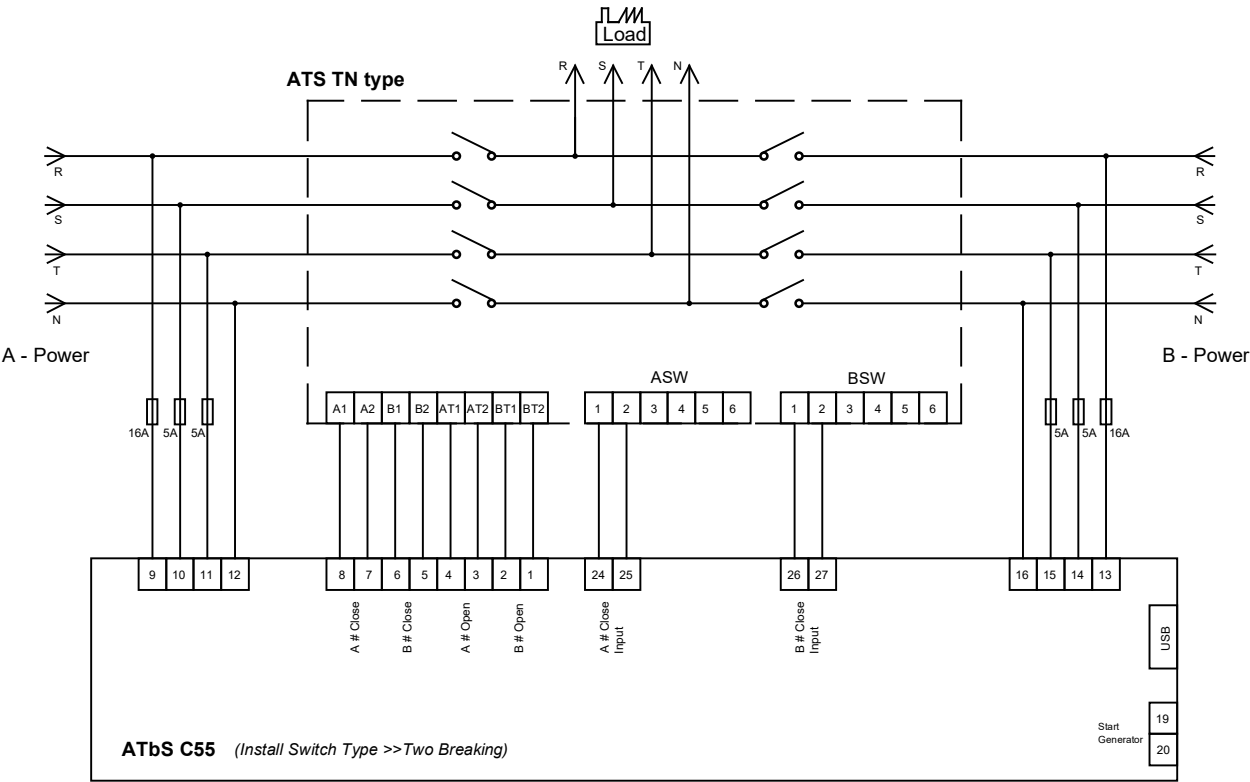 Load
R S T N
ATS TN type
R R
S S
T T
N N
A - Power B - Power
ASW BSW
A1 A2 B1 B2 AT1 AT2 BT1 BT2 1 2 3 4 5 6 1 2 3 4 5 6
16A 5A 5A 5A 5A 16A
9 10 11 12 8 7 6 5 4 3 2 1 24 25 26 27 16 15 14 13
A # Close
B # Close
A # Open
B # Open
A # Close
Input
B # Close
Input
USB
Start
Generator
19
20
ATbS C55 (Install Switch Type >>Two Breaking)